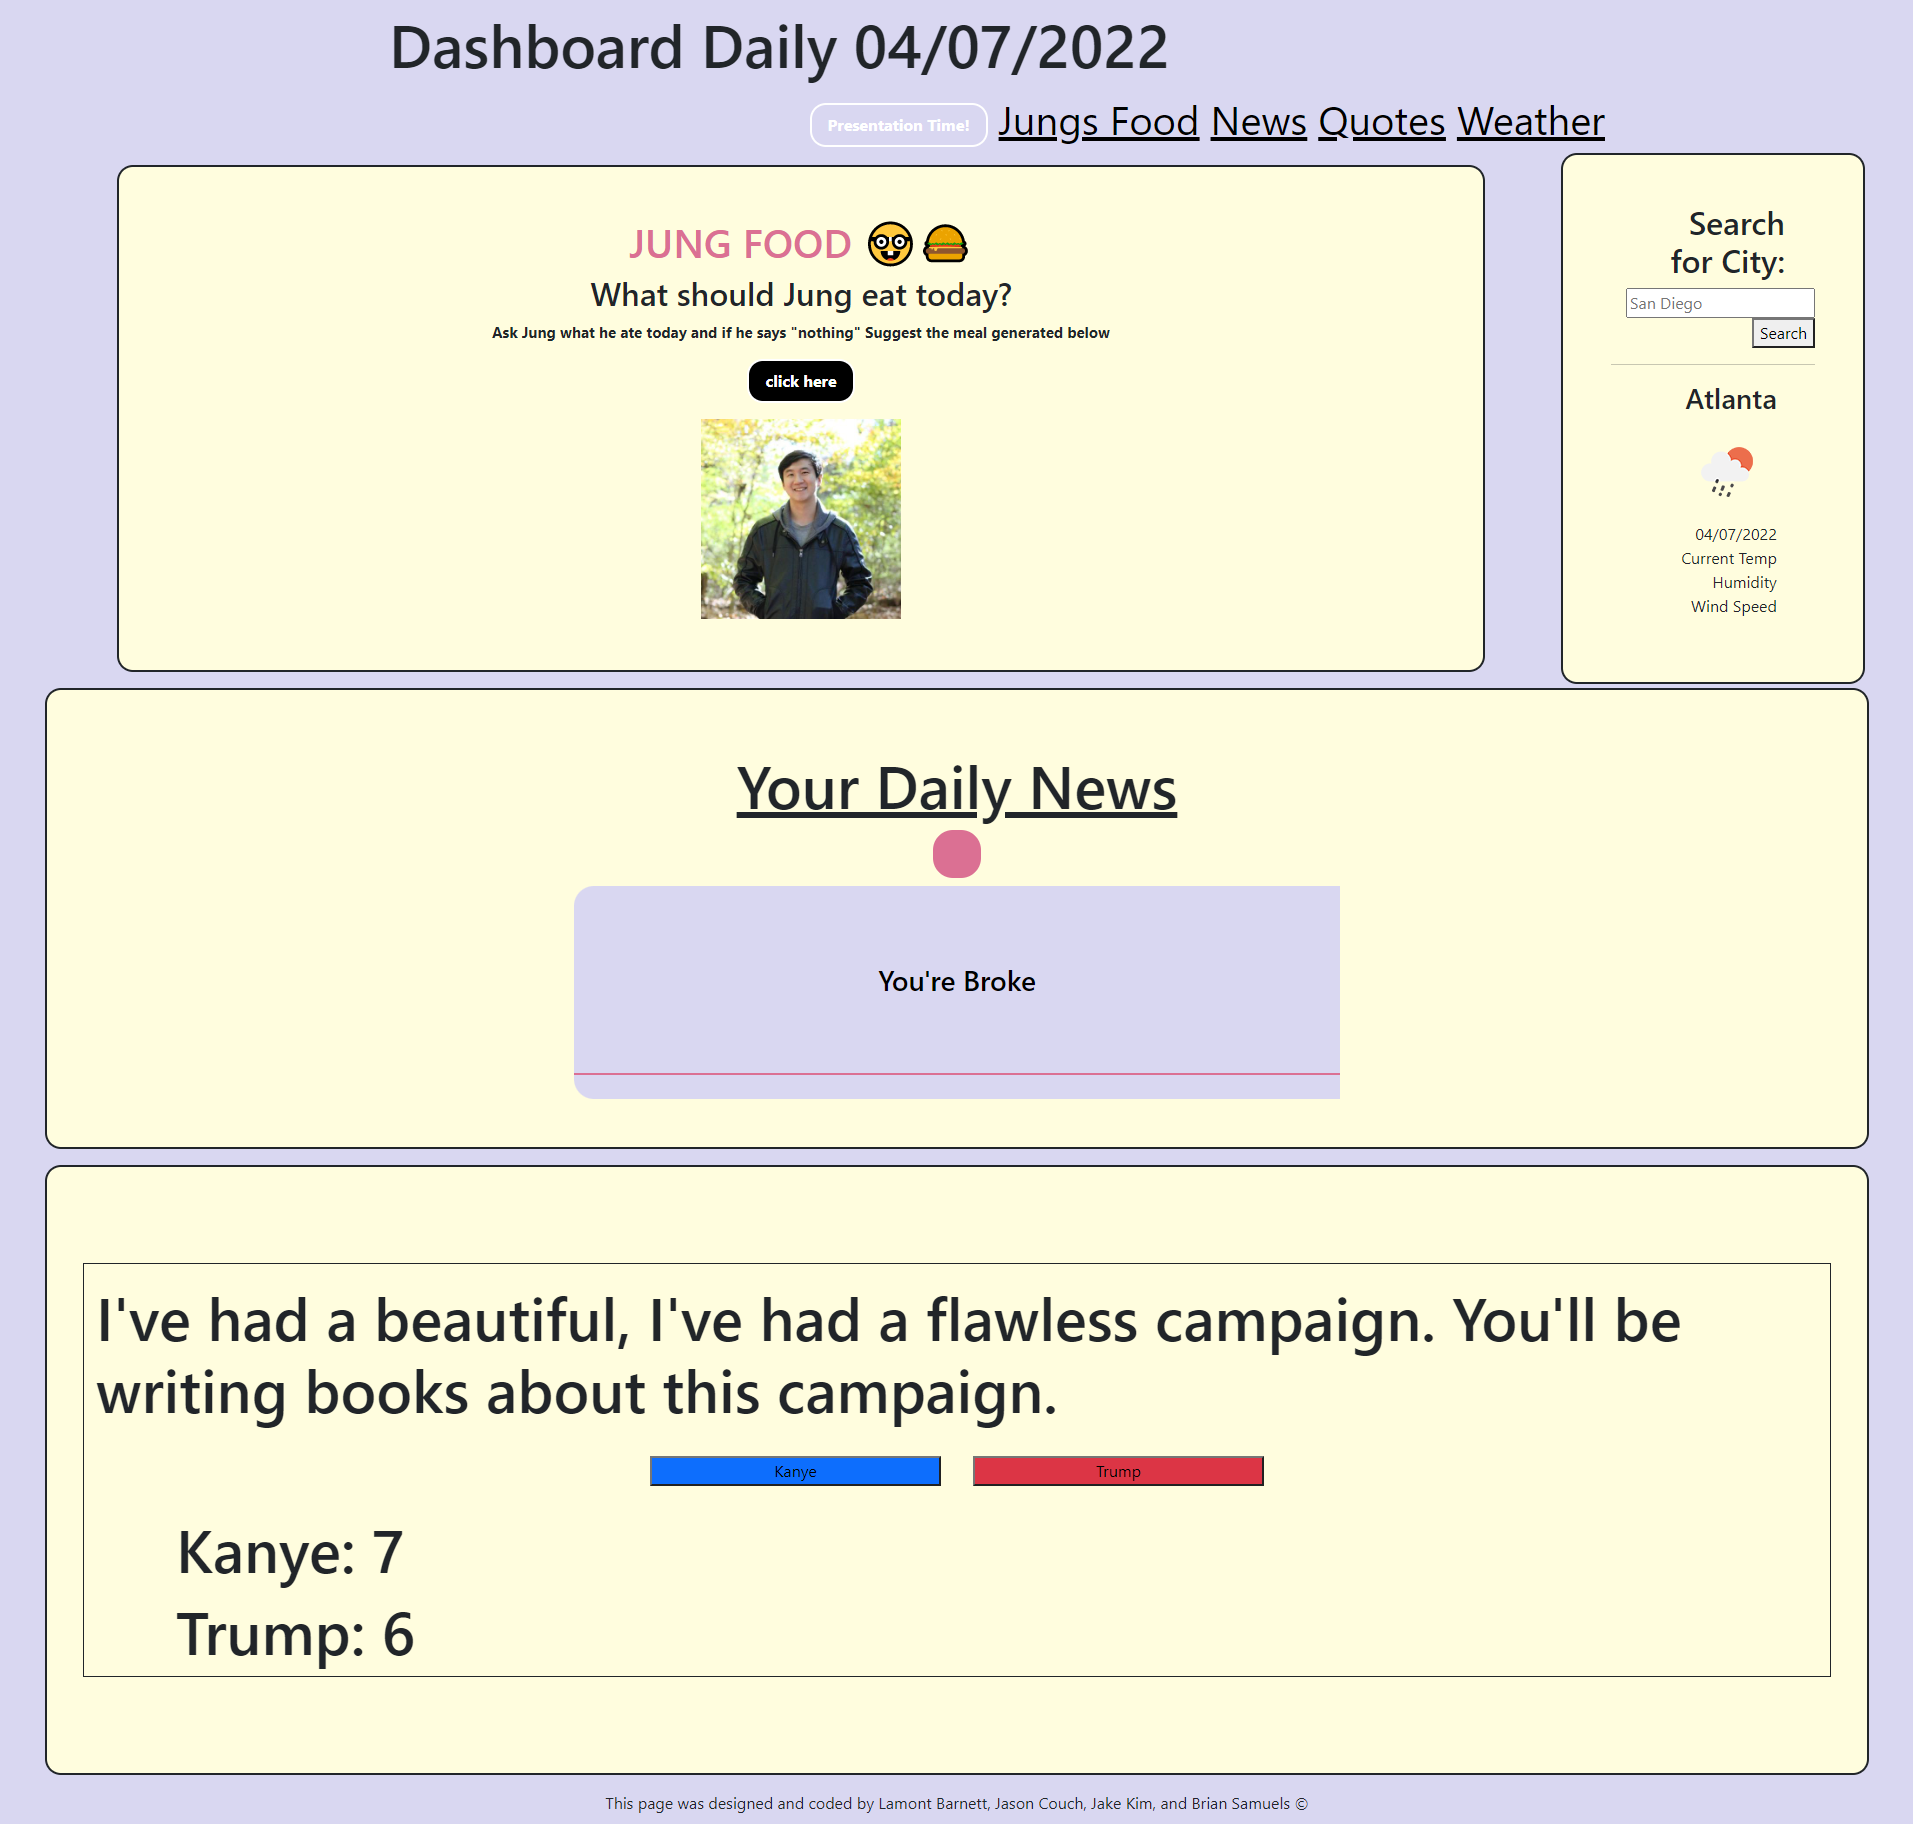 Dashboard Daily 04/07/2022
Presentation Time! Jungs Food News Quotes Weather
JUNG FOOD
What should Jung eat today?
Ask Jung what he ate today and if he says "nothing" Suggest the meal generated below
click here
Search
for City:
San Diego
Search
Atlanta
04/07/2022
Current Temp
Humidity
Wind Speed
Your Daily News
You're Broke
I've had a beautiful, I've had a flawless campaign. You'll be
writing books about this campaign.
Kanye Trump
Kanye: 7
Trump: 6
This page was designed and coded by Lamont Barnett, Jason Couch, Jake Kim, and Brian Samuels ©